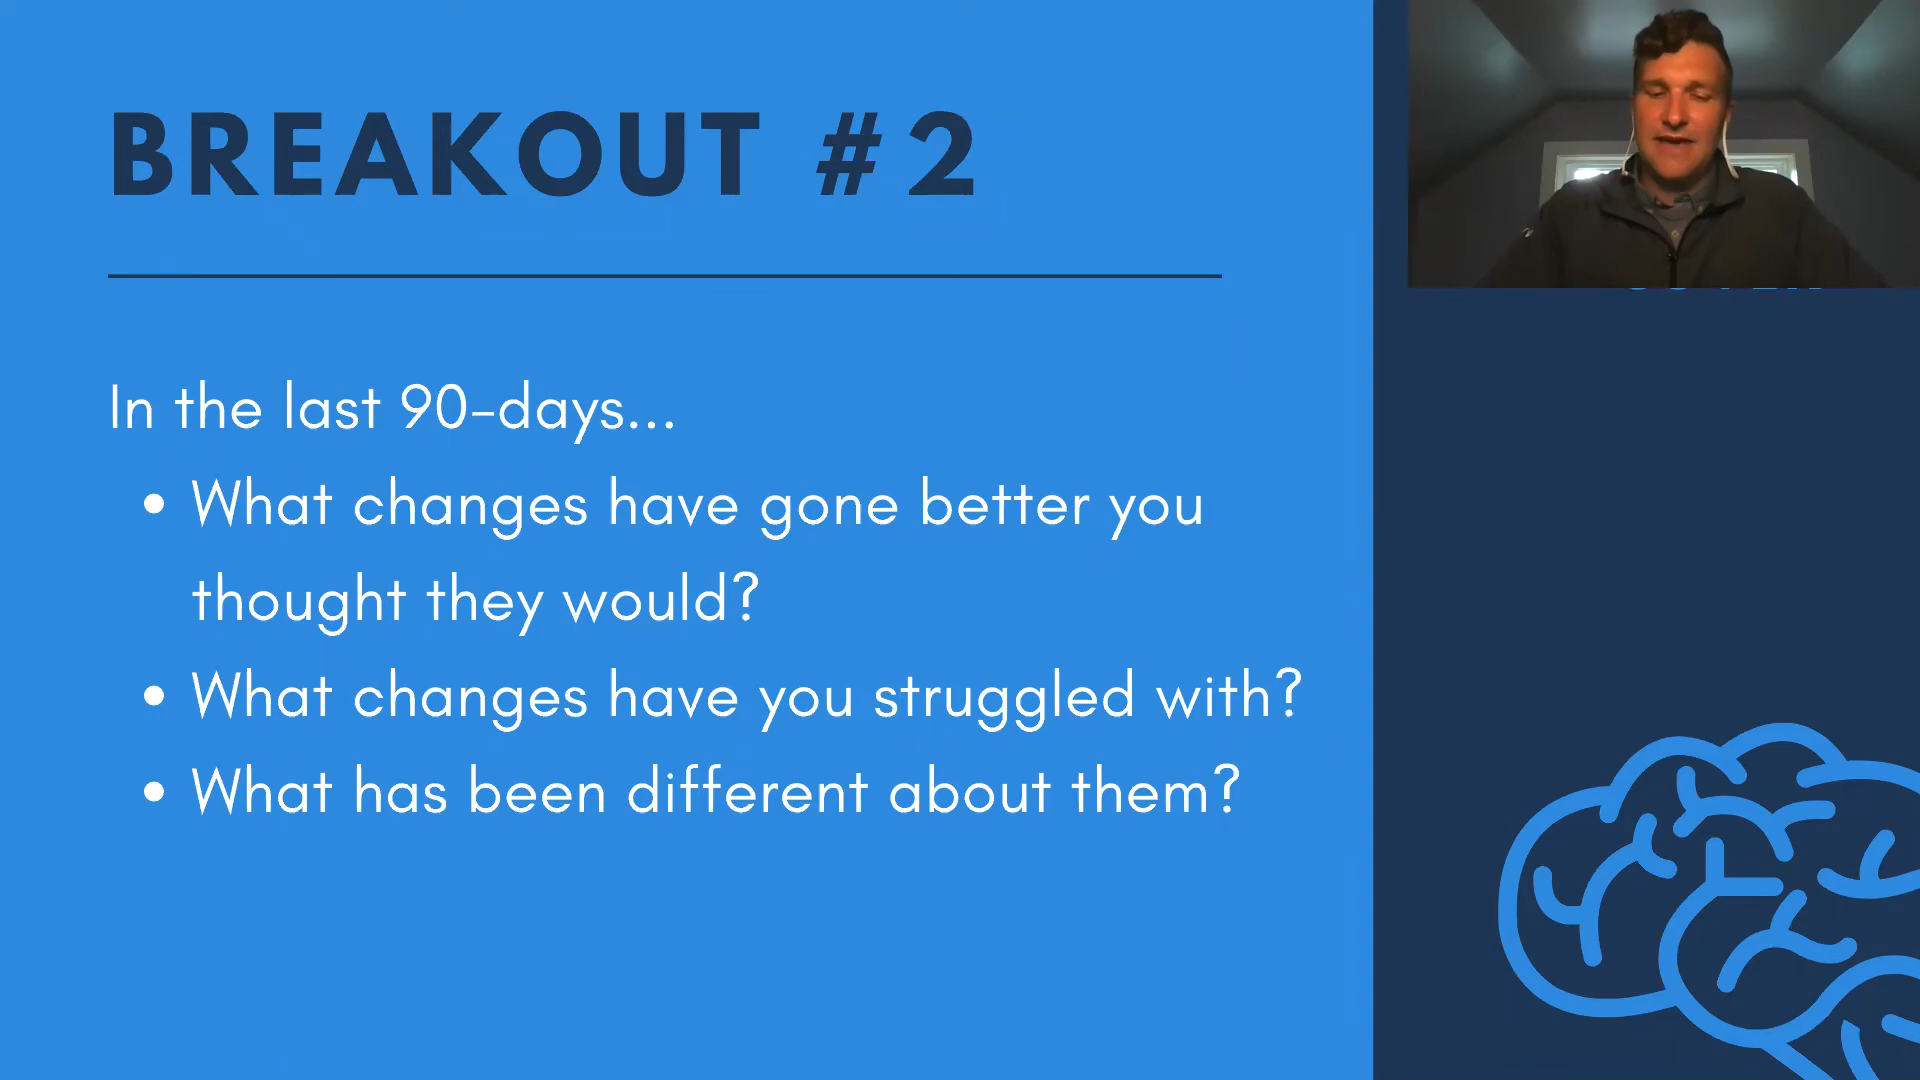 BREAKOUT #2
In the last 90-days...
• What changes have gone better you
thought they would?
• What changes have you struggled with?
• What has been different about them?